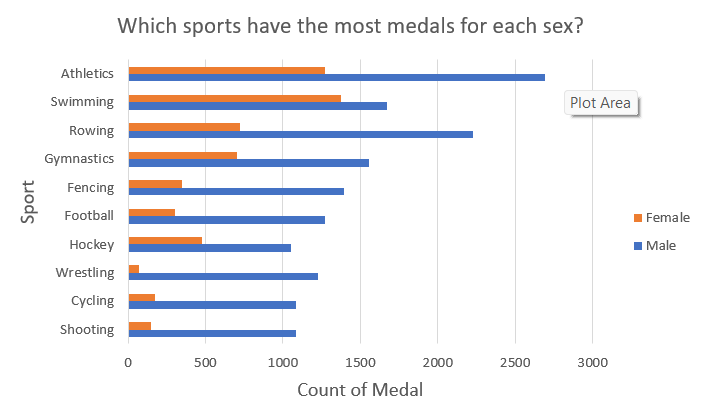 Which sports have the most medals for each sex?
Athletics
Swimming
Rowing
Gymnastics
Fencing
Football
Hockey
Wrestling
Cycling
Shooting
Sport
Plot Area
Female
Male
0 500 1000 1500 2000 2500 3000
Count of Medal